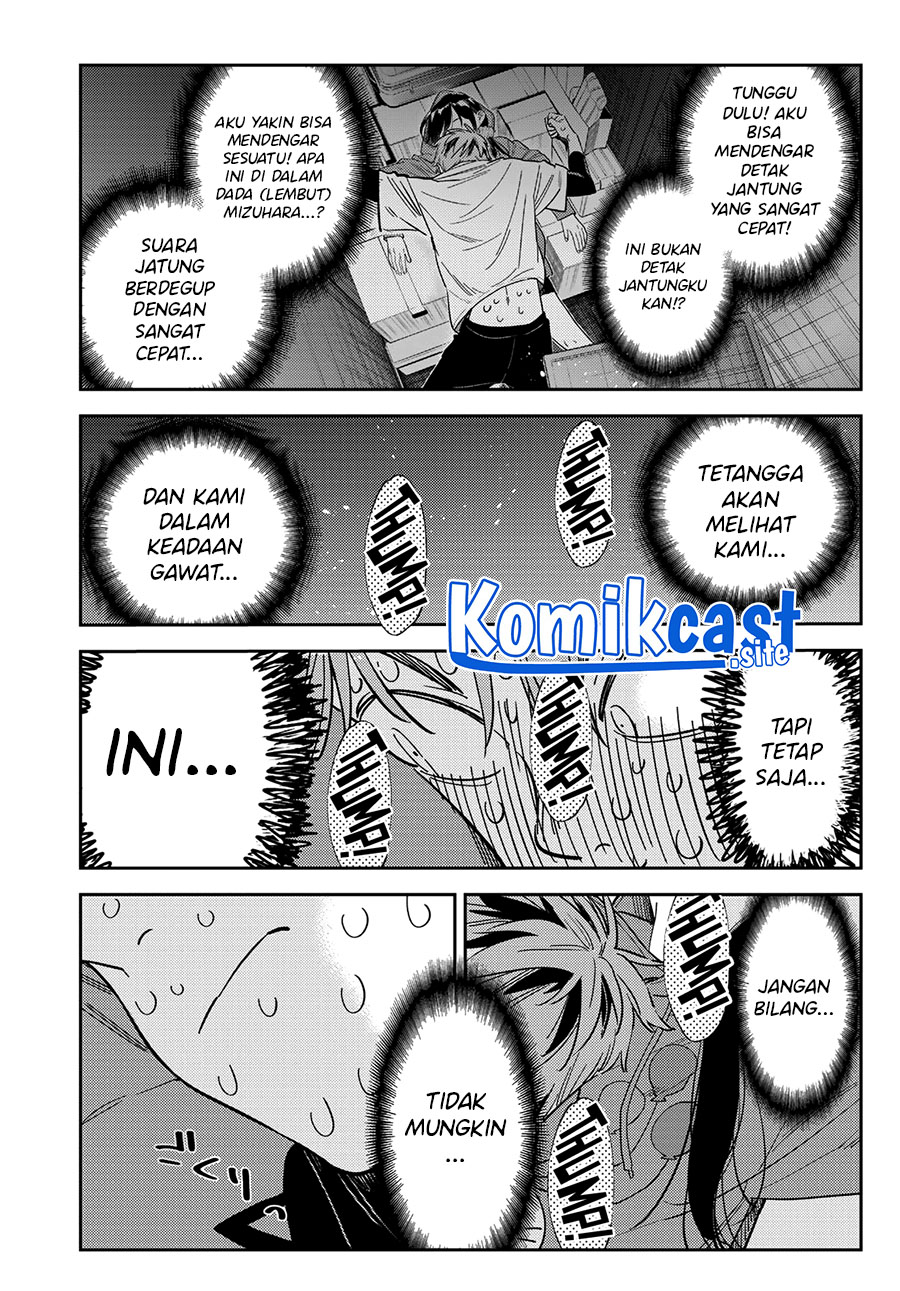 TUNGGU
DULU! AKU
BISA
MENDENGAR
DETAK
JANTUNG
YANG SANGAT
CEPAT!
INI BUKAN
DETAK
JANTUNGKU
KAN!?
AKU YAKIN BISA
MENDENGAR
SESUATU! APA
INI DI DALAM
DADA (LEMBUT)
MIZUHARA...?
SUARA
JATUNG
BERDEGUP
DENGAN
SANGAT
CEPAT...
TETANGGA
AKAN
MELIHAT
KAMI...
THUMP!
THUMP!
DAN KAMI
DALAM
KEADAAN
GAWAT...
Komikcast
.site
TAPI
TETAP
SAJA...
THUMP!
THUMP!
INI...
JANGAN
BILANG...
THUMP!
THUMP!
TIDAK
MUNGKIN
...
ぐぐい